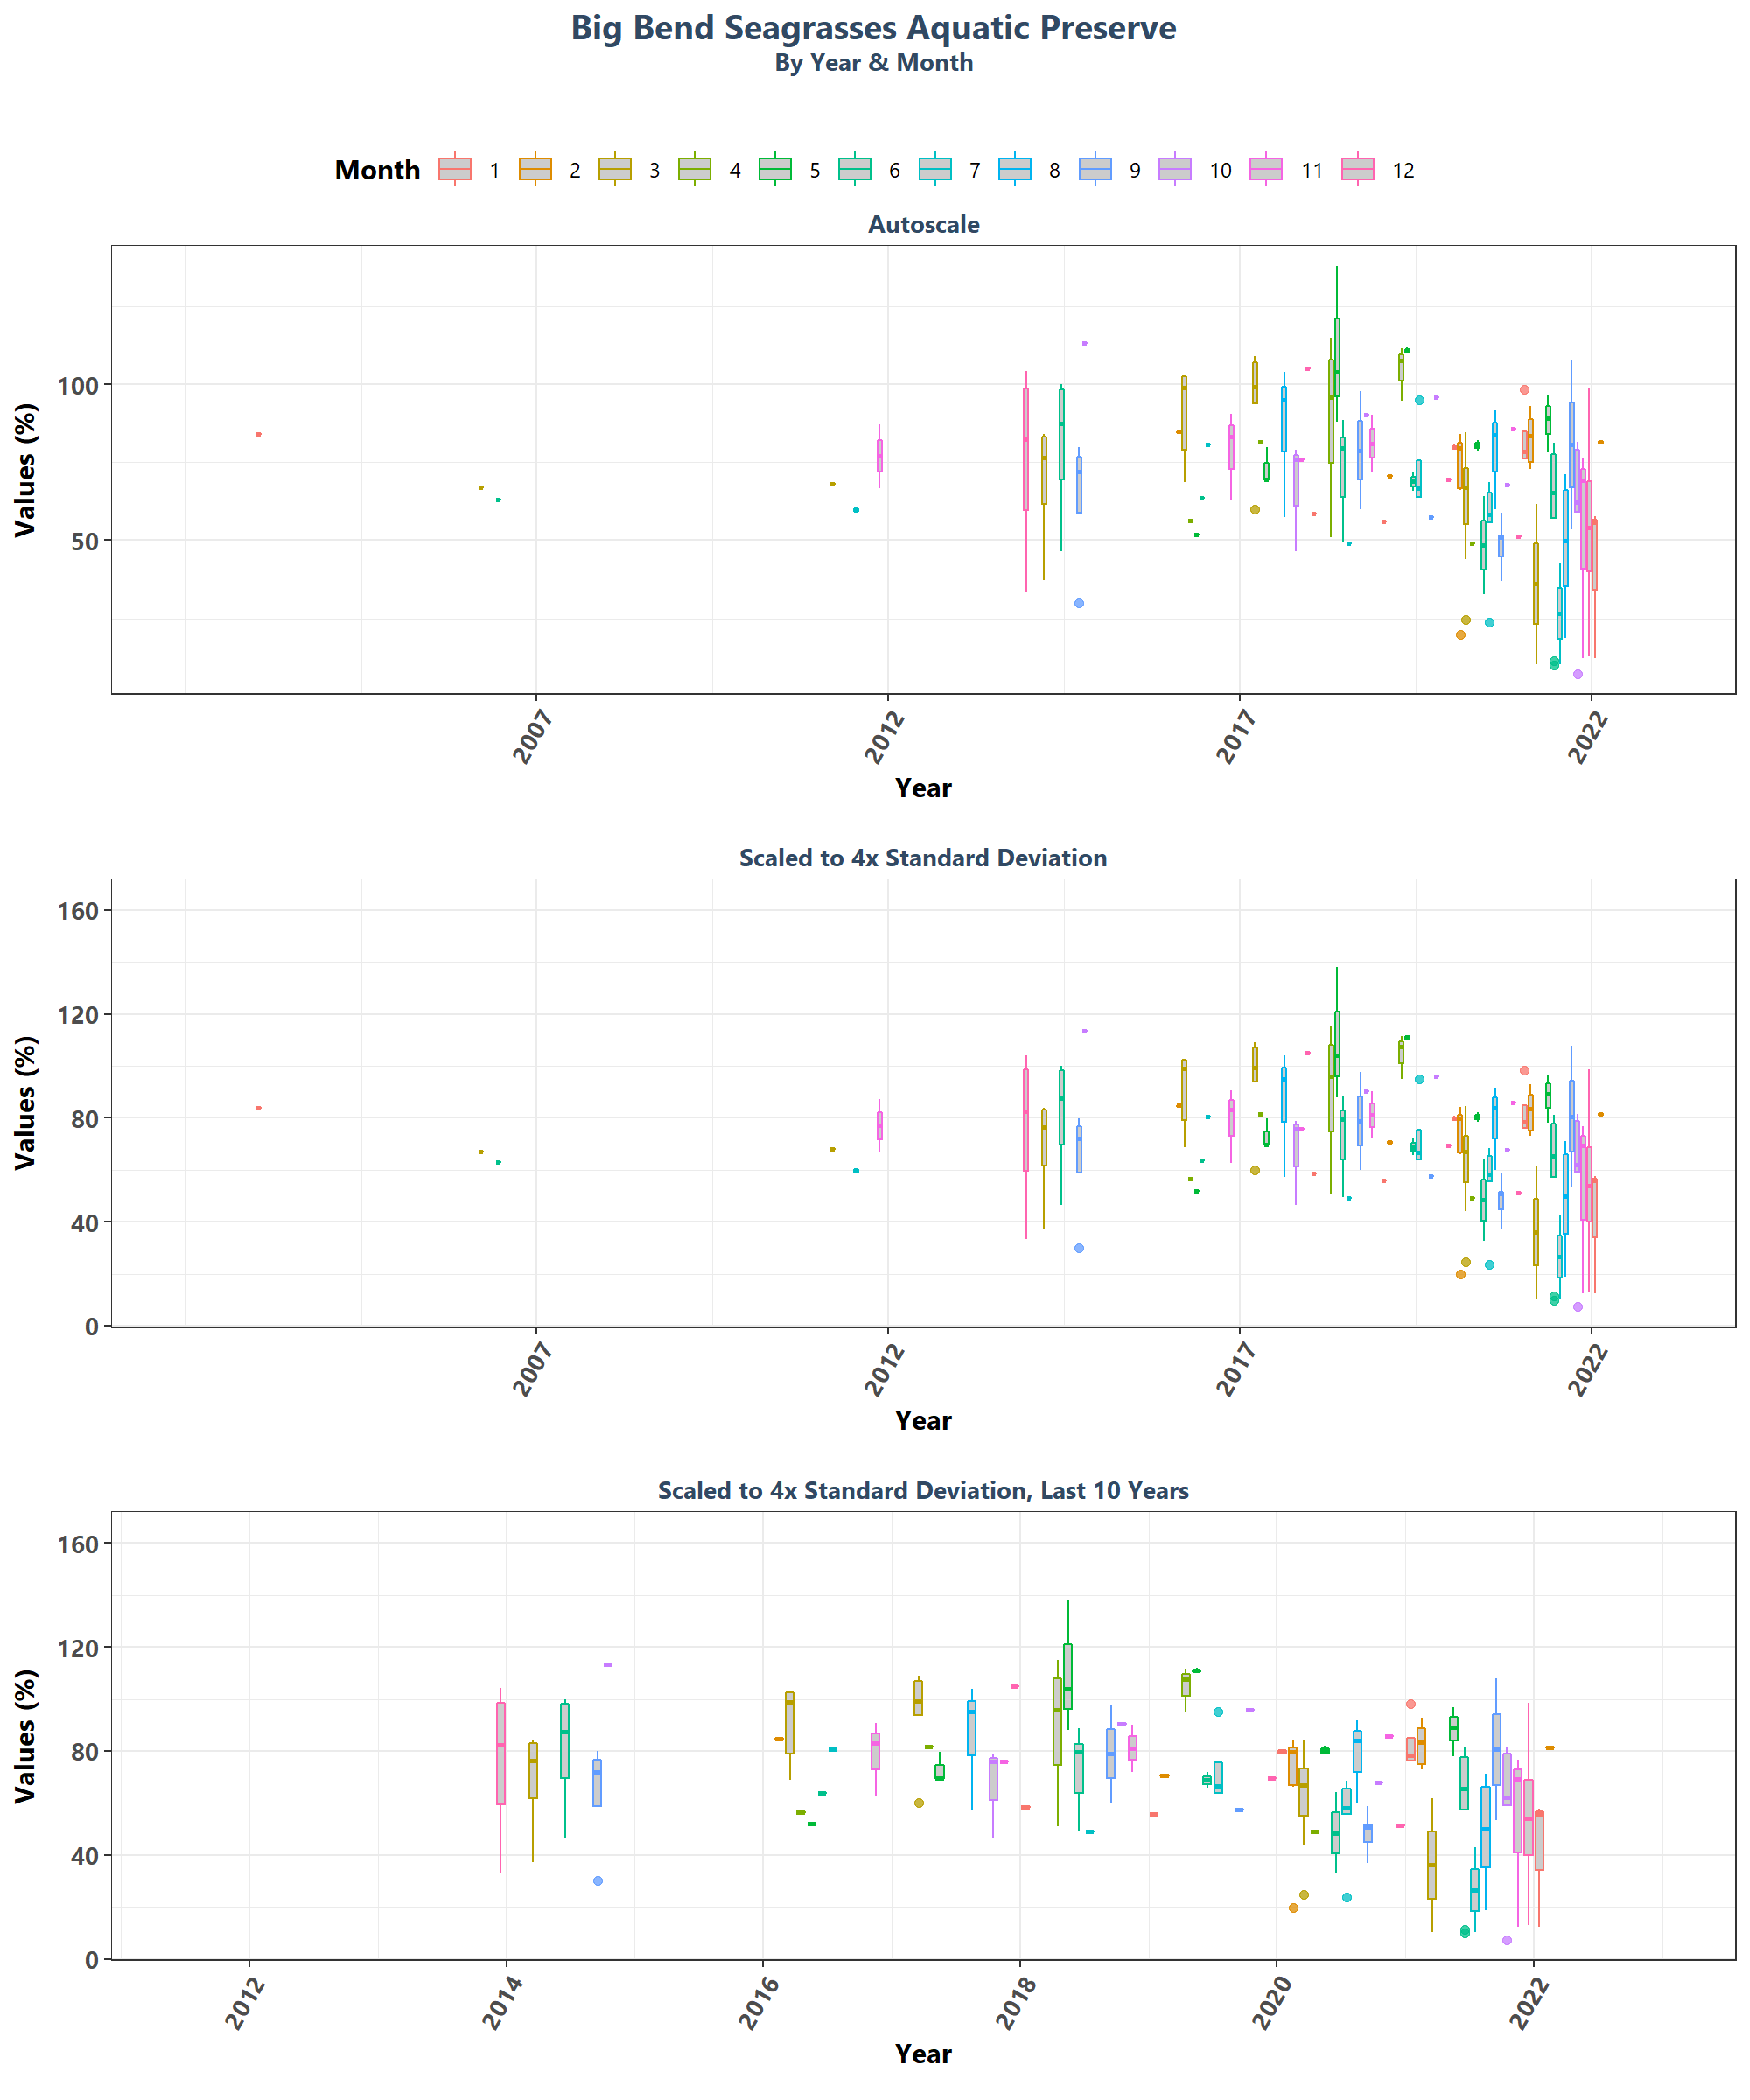 Big Bend Seagrasses Aquatic Preserve
By Year & Month
Month 1 2 3 4 5 6 7 8 9 10 11 12
Autoscale
Values (%)
100
50
2007 2012 2017 2022
Year
Scaled to 4x Standard Deviation
Values (%)
160
120
80
40
0
2007 2012 2017 2022
Year
Scaled to 4x Standard Deviation, Last 10 Years
Values (%)
160
120
80
40
0
2012 2014 2016 2018 2020 2022
Year